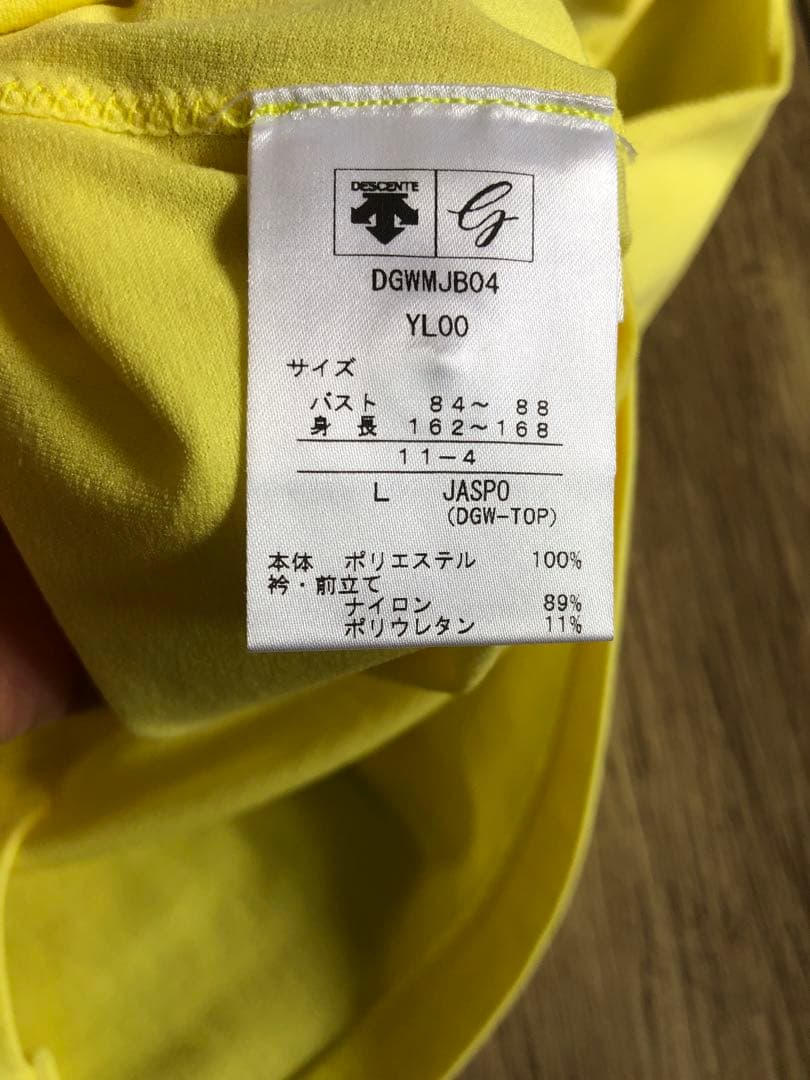 DESCENTE
G
DGWMJB04
YL00
サイズ
バスト 84〜 88
身 長 162〜168
11-4
L JASPO
(DGW-TOP)
本体 ポリエステル 100%
衿・前立て
ナイロン 89%
ポリウレタン 11%